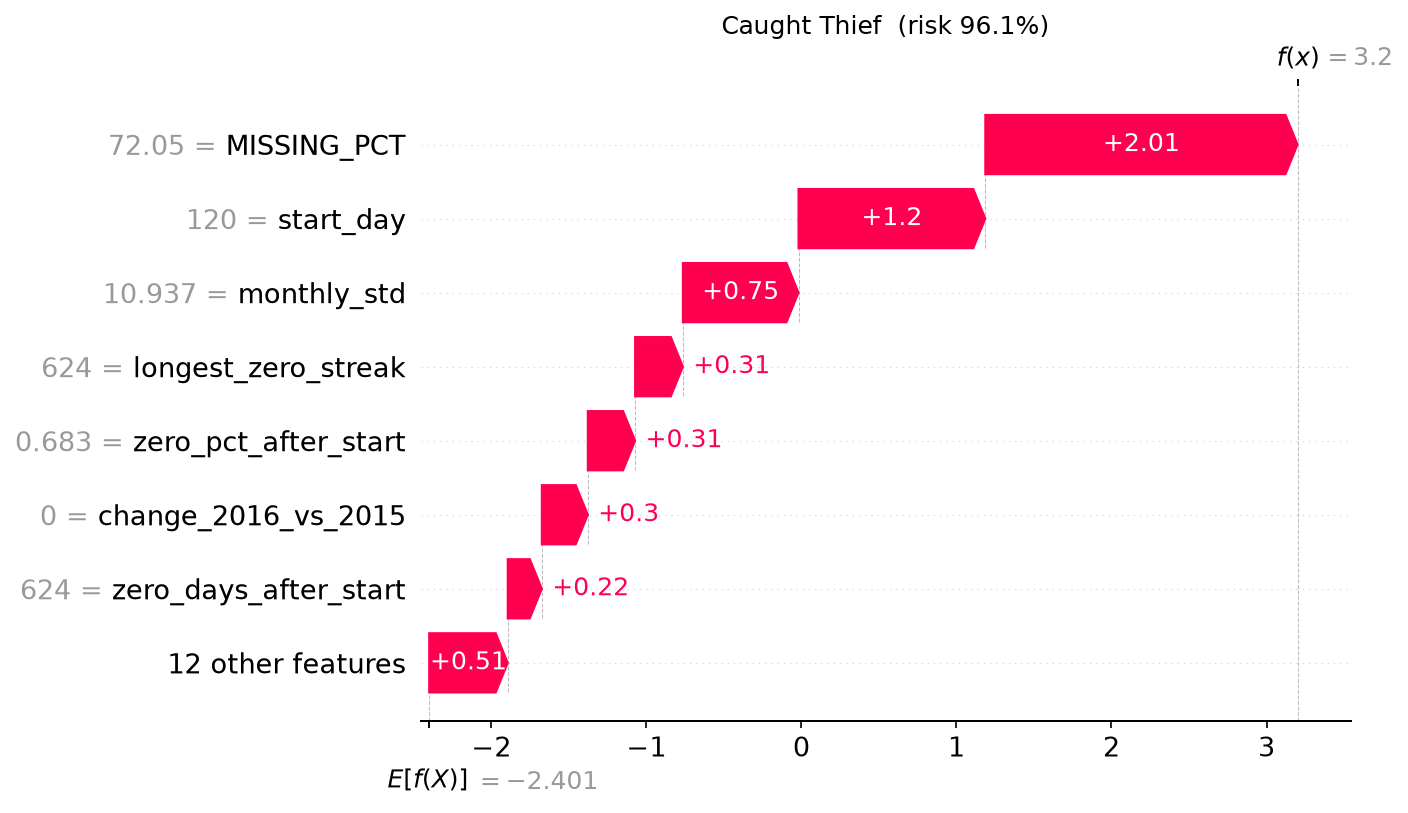 Caught Thief  (risk 96.1%)
f(x) = 3.2
72.05 = MISSING_PCT
+2.01
120 = start_day
+1.2
10.937 = monthly_std
+0.75
624 = longest_zero_streak
+0.31
0.683 = zero_pct_after_start
+0.31
0 = change_2016_vs_2015
+0.3
624 = zero_days_after_start
+0.22
12 other features
+0.51
−2 −1 0 1 2 3
E[f(X)] = −2.401